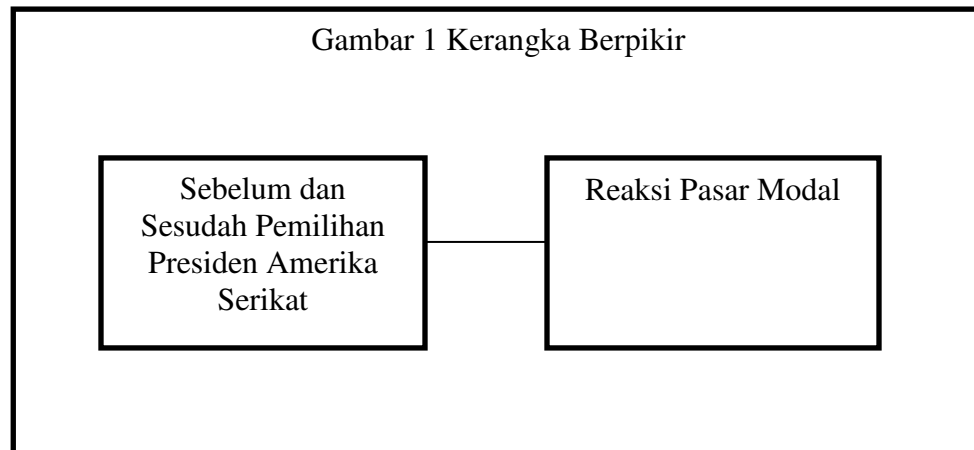 Gambar 1 Kerangka Berpikir
Sebelum dan
Sesudah Pemilihan
Presiden Amerika
Serikat
Reaksi Pasar Modal